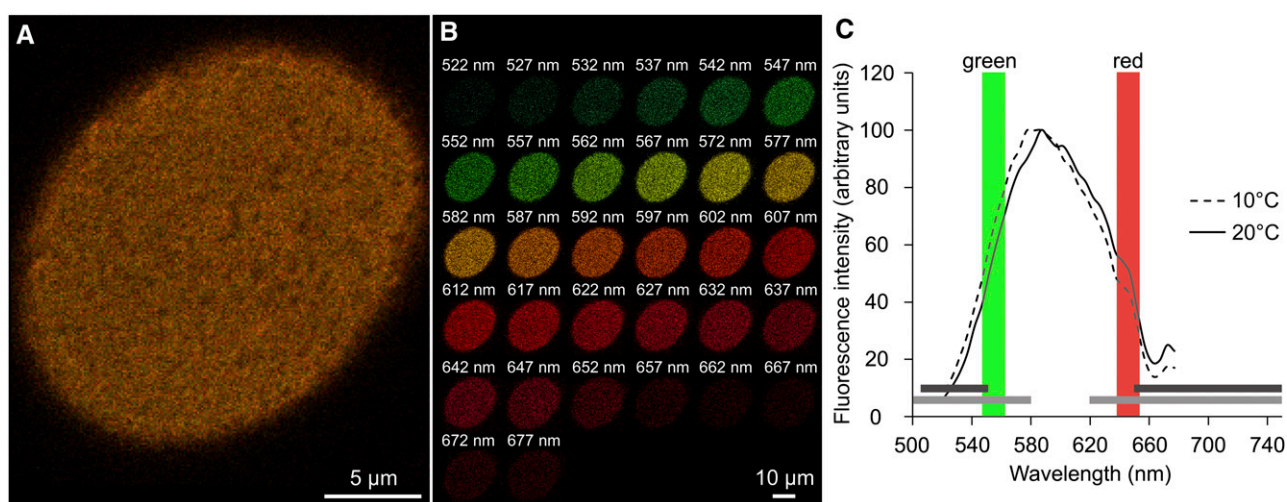 A
5 µm
B
522 nm 527 nm 532 nm 537 nm 542 nm 547 nm
552 nm 557 nm 562 nm 567 nm 572 nm 577 nm
582 nm 587 nm 592 nm 597 nm 602 nm 607 nm
612 nm 617 nm 622 nm 627 nm 632 nm 637 nm
642 nm 647 nm 652 nm 657 nm 662 nm 667 nm
672 nm 677 nm
10 µm
C
green red
Fluorescence intensity (arbitrary units)
120
100
80
60
40
20
0
500 540 580 620 660 700 740
Wavelength (nm)
10°C
20°C